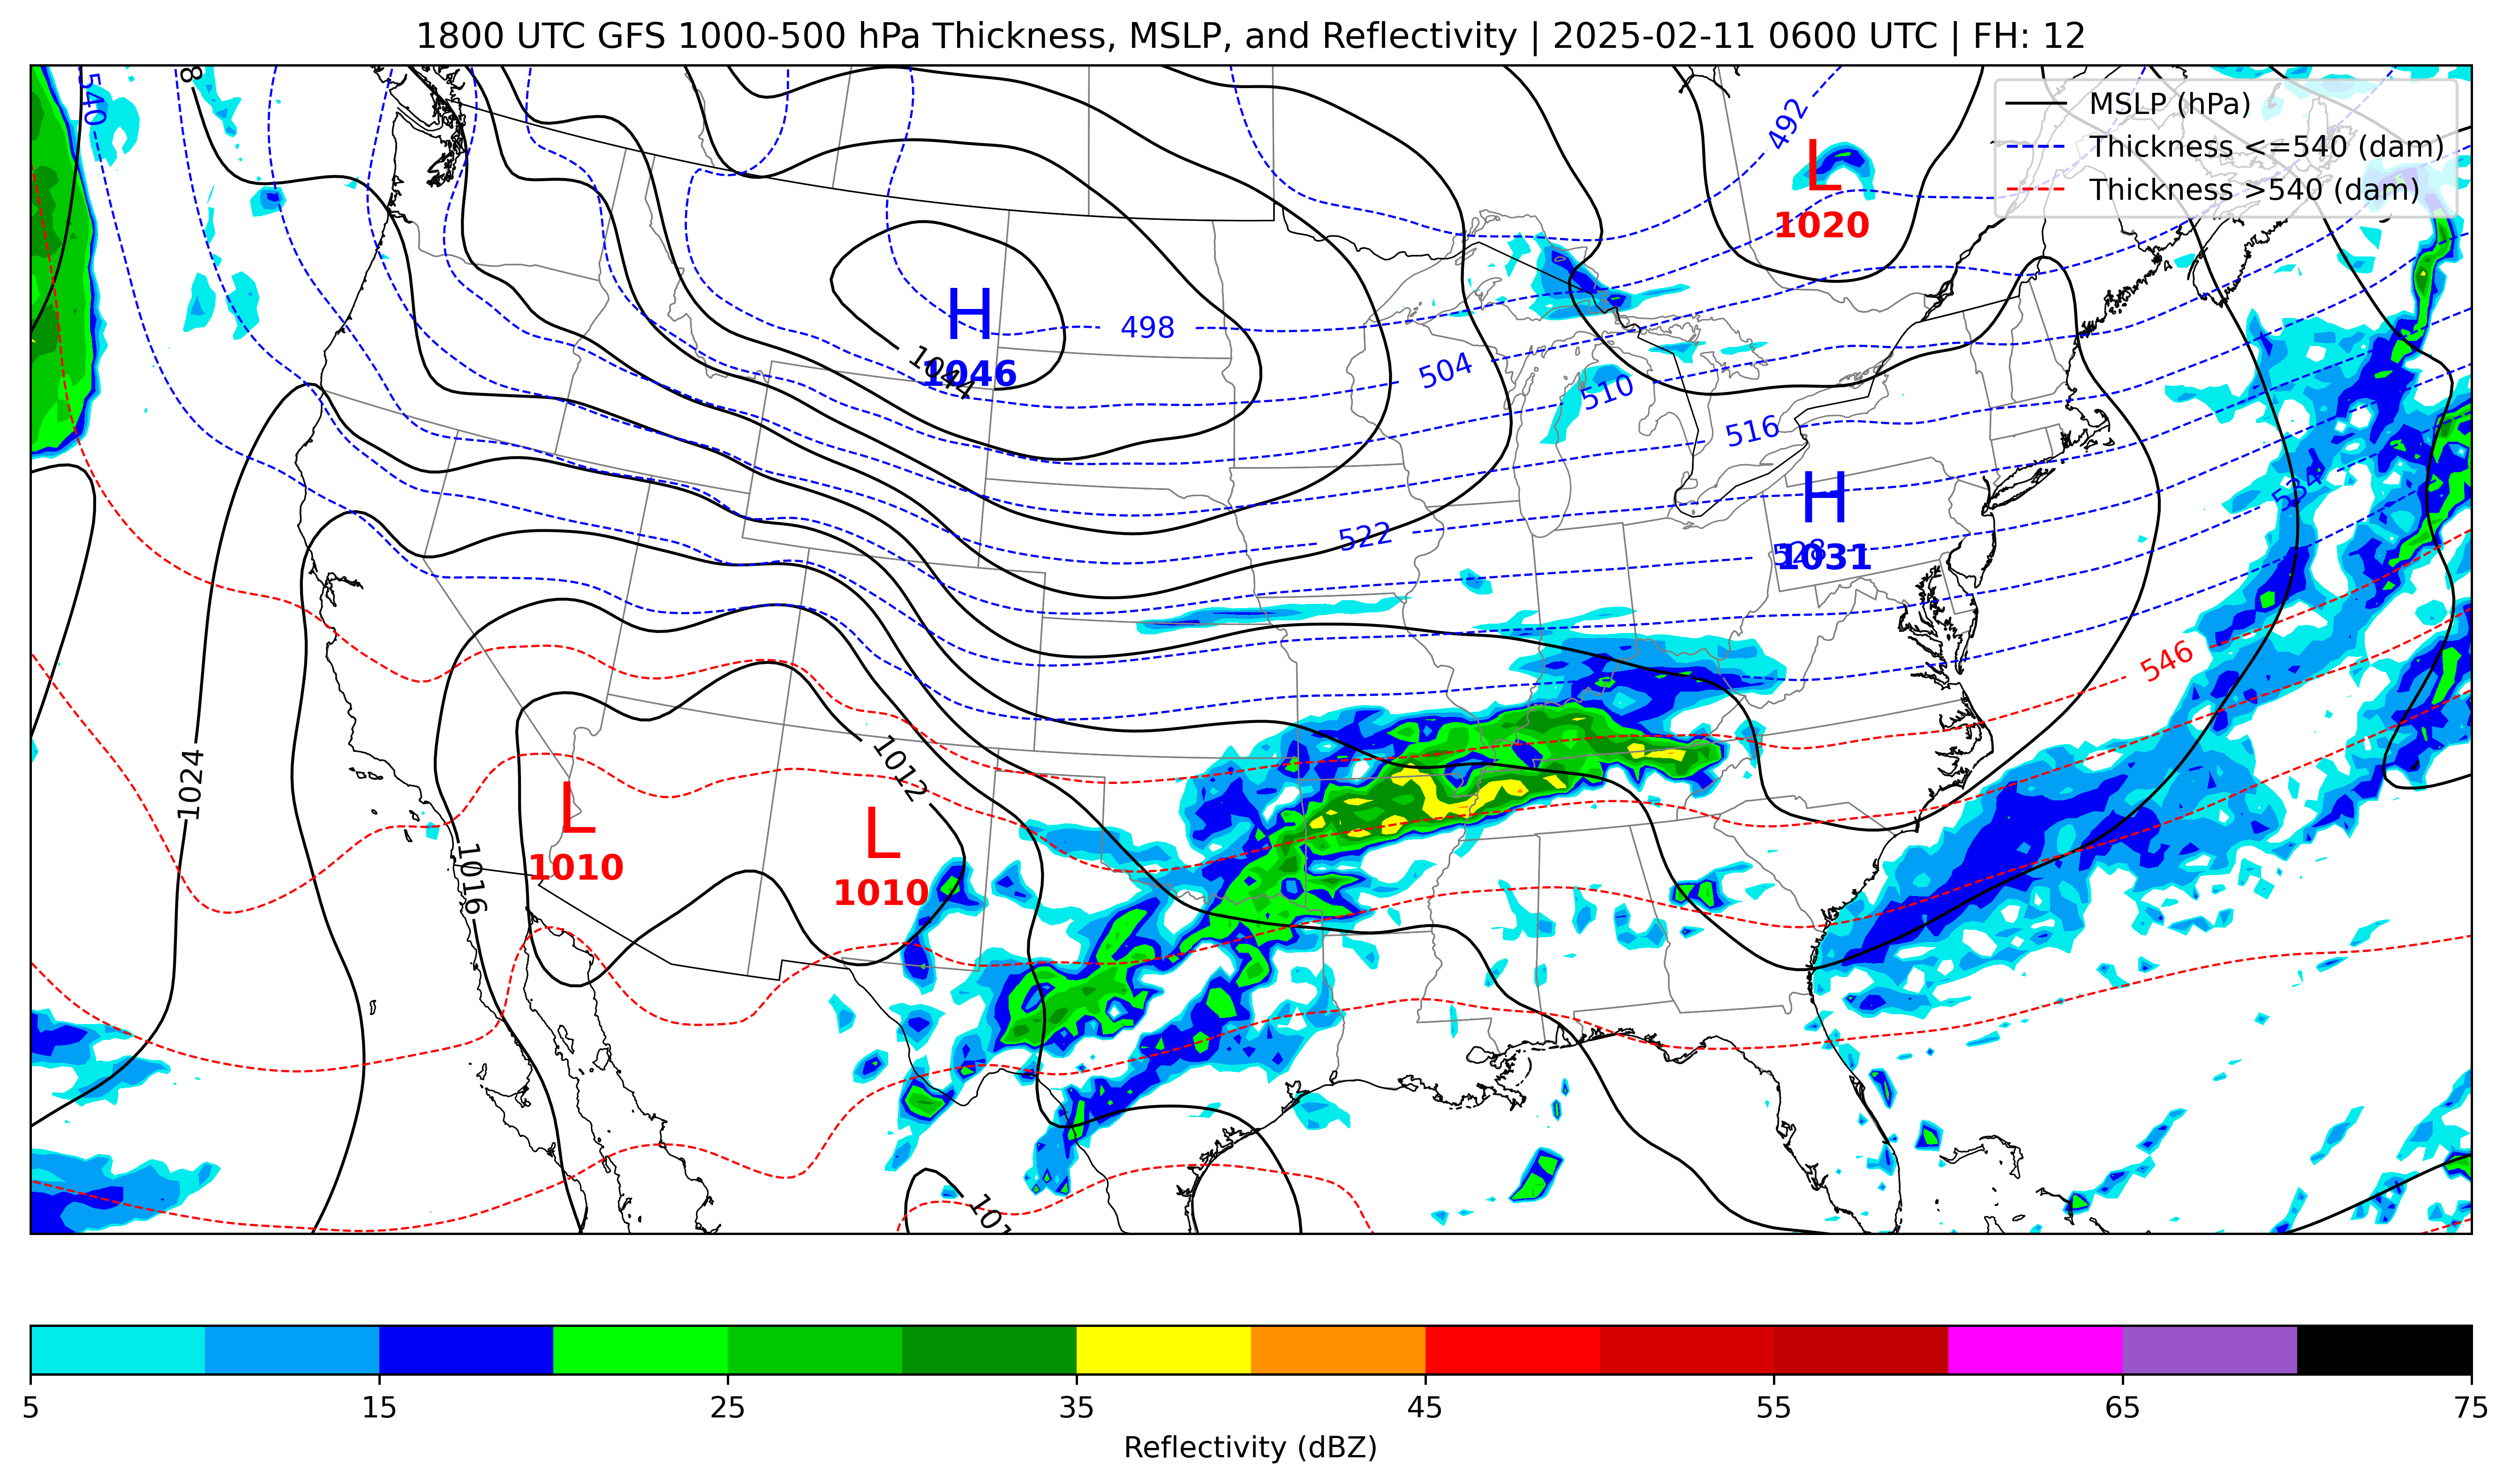 1800 UTC GFS 1000-500 hPa Thickness, MSLP, and Reflectivity | 2025-02-11 0600 UTC | FH: 12
MSLP (hPa)
Thickness <=540 (dam)
Thickness >540 (dam)
540
8
492
L
1020
H
1046
1044
498
504
510
516
522
H
1031
528
534
546
1024
1012
L
1010
L
1010
1016
101
5
15
25
35
45
55
65
75
Reflectivity (dBZ)